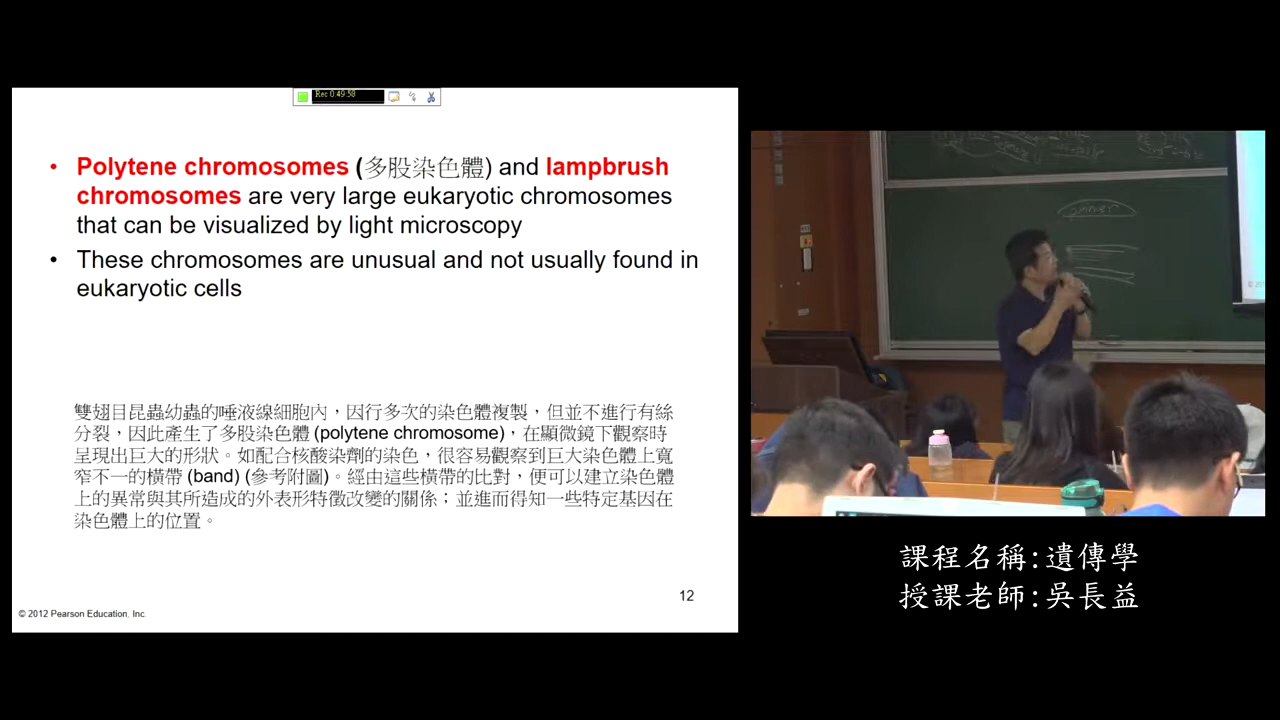 Rec 0:49:58
• Polytene chromosomes (多股染色體) and lampbrush
chromosomes are very large eukaryotic chromosomes
that can be visualized by light microscopy
• These chromosomes are unusual and not usually found in
eukaryotic cells
雙翅目昆蟲幼蟲的唾液線細胞內，因行多次的染色體複製，但並不進行有絲
分裂，因此產生了多股染色體 (polytene chromosome)，在顯微鏡下觀察時
呈現出巨大的形狀。如配合核酸染劑的染色，很容易觀察到巨大染色體上寬
窄不一的橫帶 (band) (參考附圖)。經由這些橫帶的比對，便可以建立染色體
上的異常與其所造成的外表形特徵改變的關係；並進而得知一些特定基因在
染色體上的位置。
12
© 2012 Pearson Education, Inc.
課程名稱:遺傳學
授課老師:吳長益